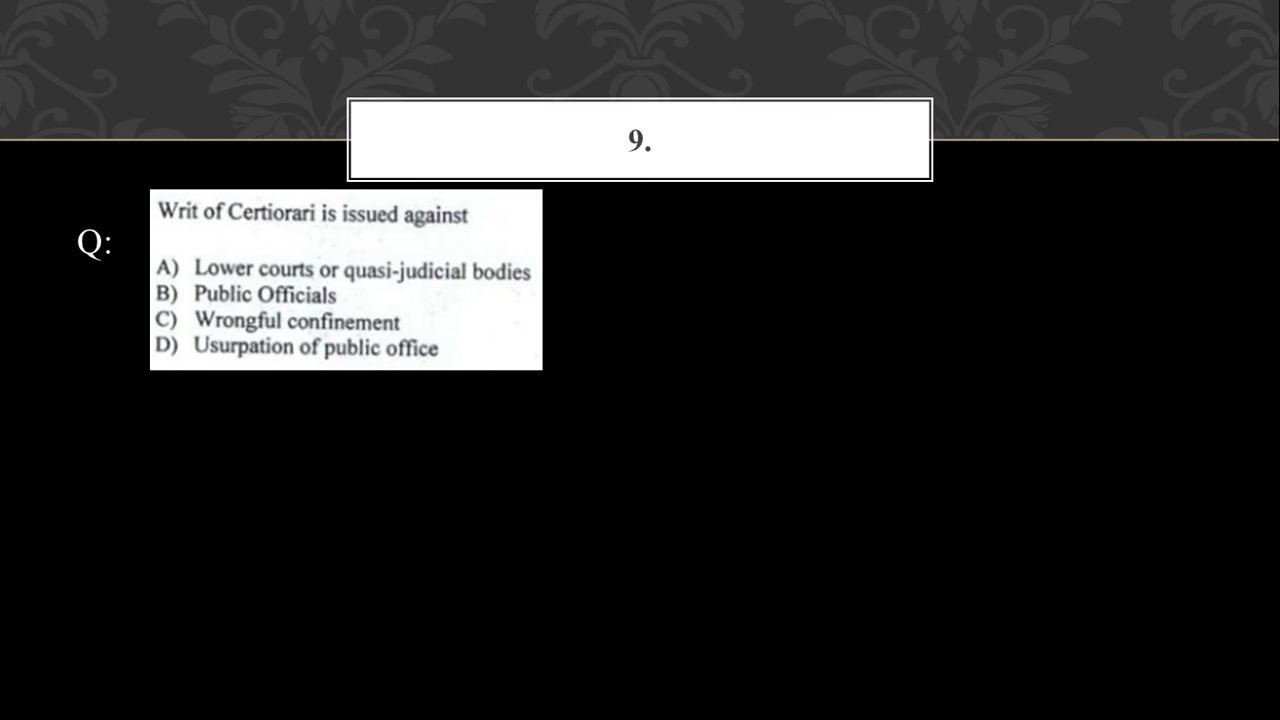 9.
Q:
Writ of Certiorari is issued against
A) Lower courts or quasi-judicial bodies
B) Public Officials
C) Wrongful confinement
D) Usurpation of public office